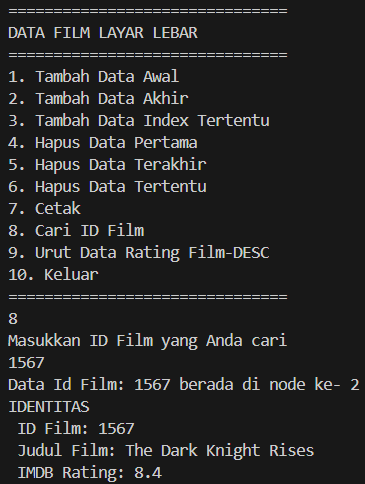 ===============================
DATA FILM LAYAR LEBAR
===============================
1. Tambah Data Awal
2. Tambah Data Akhir
3. Tambah Data Index Tertentu
4. Hapus Data Pertama
5. Hapus Data Terakhir
6. Hapus Data Tertentu
7. Cetak
8. Cari ID Film
9. Urut Data Rating Film-DESC
10. Keluar
===============================
8
Masukkan ID Film yang Anda cari
1567
Data Id Film: 1567 berada di node ke- 2
IDENTITAS
 ID Film: 1567
 Judul Film: The Dark Knight Rises
 IMDB Rating: 8.4